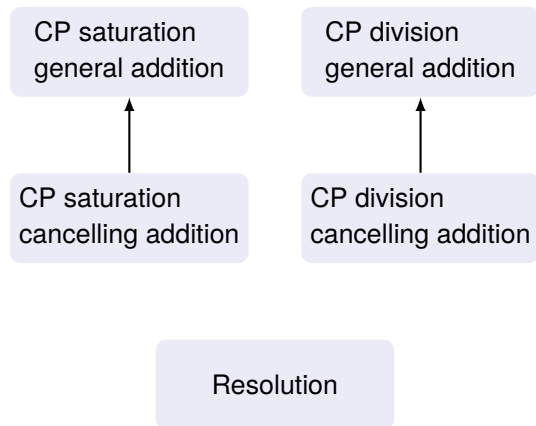 CP saturation
general addition
CP division
general addition
CP saturation
cancelling addition
CP division
cancelling addition
Resolution